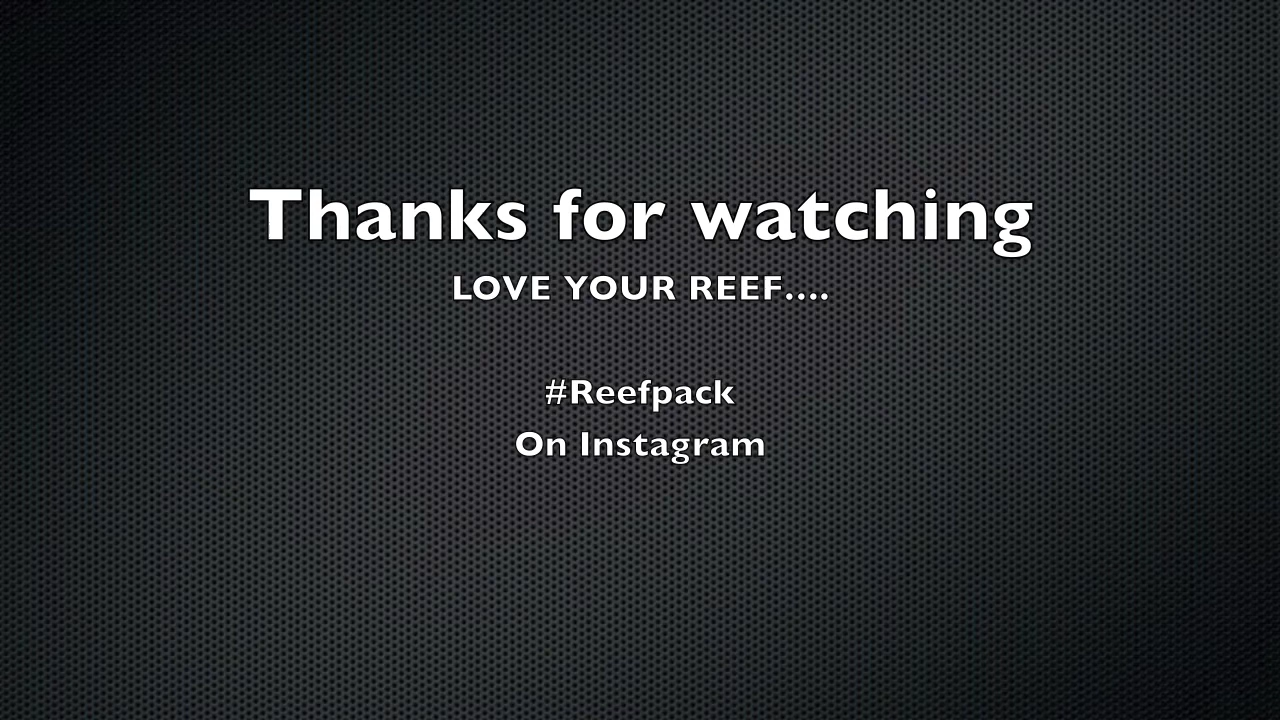 Thanks for watching
LOVE YOUR REEF....
#Reefpack
On Instagram